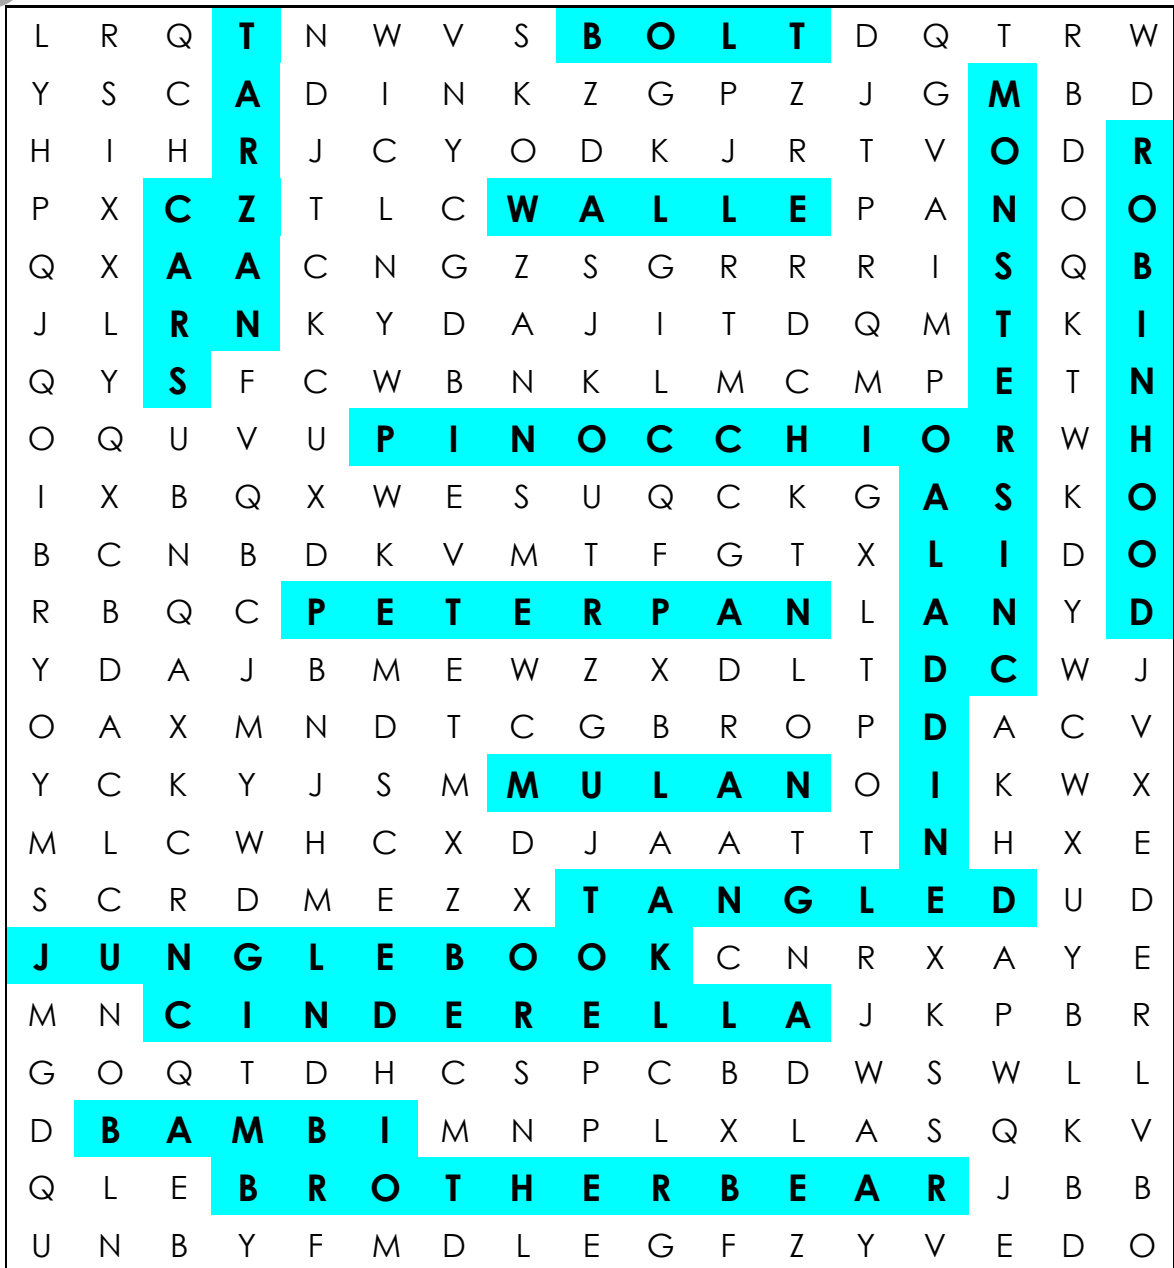 L R Q T N W V S B O L T D Q T R W
Y S C A D I N K Z G P Z J G M B D
H I H R J C Y O D K J R T V O D R
P X C Z T L C W A L L E P A N O O
Q X A A C N G Z S G R R R I S Q B
J L R N K Y D A J I T D Q M T K I
Q Y S F C W B N K L M C M P E T N
O Q U V U P I N O C C H I O R W H
I X B Q X W E S U Q C K G A S K O
B C N B D K V M T F G T X L I D O
R B Q C P E T E R P A N L A N Y D
Y D A J B M E W Z X D L T D C W J
O A X M N D T C G B R O P D A C V
Y C K Y J S M M U L A N O I K W X
M L C W H C X D J A A T T N H X E
S C R D M E Z X T A N G L E D U D
J U N G L E B O O K C N R X A Y E
M N C I N D E R E L L A J K P B R
G O Q T D H C S P C B D W S W L L
D B A M B I M N P L X L A S Q K V
Q L E B R O T H E R B E A R J B B
U N B Y F M D L E G F Z Y V E D O